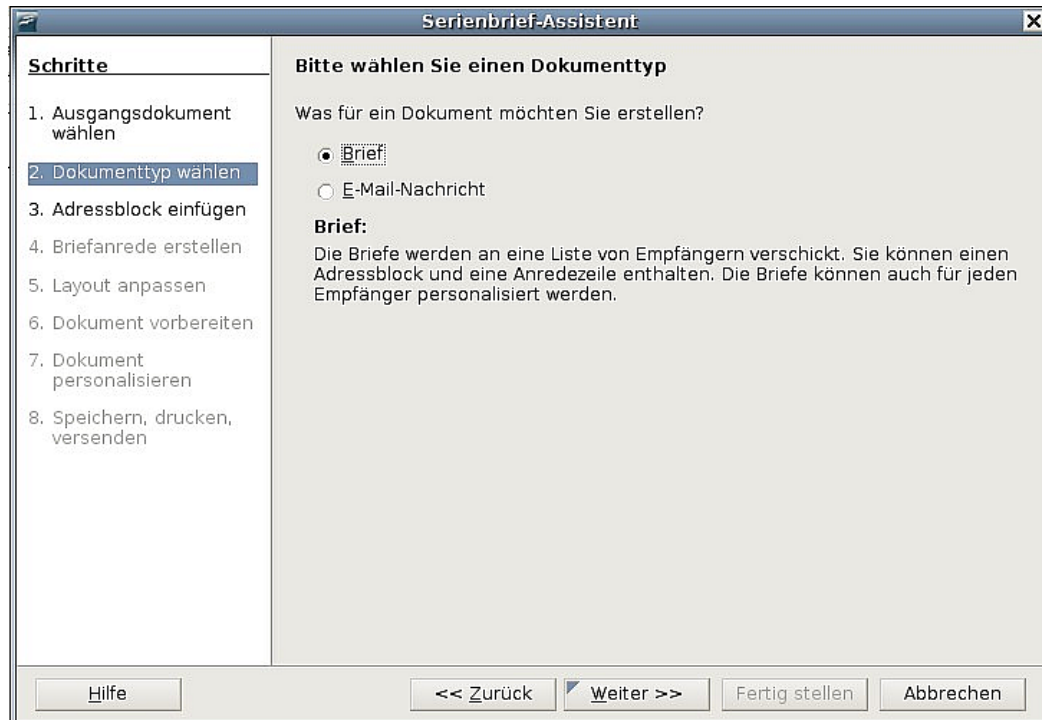 Serienbrief-Assistent
Schritte
1. Ausgangsdokument
wählen
2. Dokumenttyp wählen
3. Adressblock einfügen
4. Briefanrede erstellen
5. Layout anpassen
6. Dokument vorbereiten
7. Dokument
personalisieren
8. Speichern, drucken,
versenden
Bitte wählen Sie einen Dokumenttyp
Was für ein Dokument möchten Sie erstellen?
Brief
E-Mail-Nachricht
Brief:
Die Briefe werden an eine Liste von Empfängern verschickt. Sie können einen
Adressblock und eine Anredezeile enthalten. Die Briefe können auch für jeden
Empfänger personalisiert werden.
Hilfe
<< Zurück
Weiter >>
Fertig stellen
Abbrechen